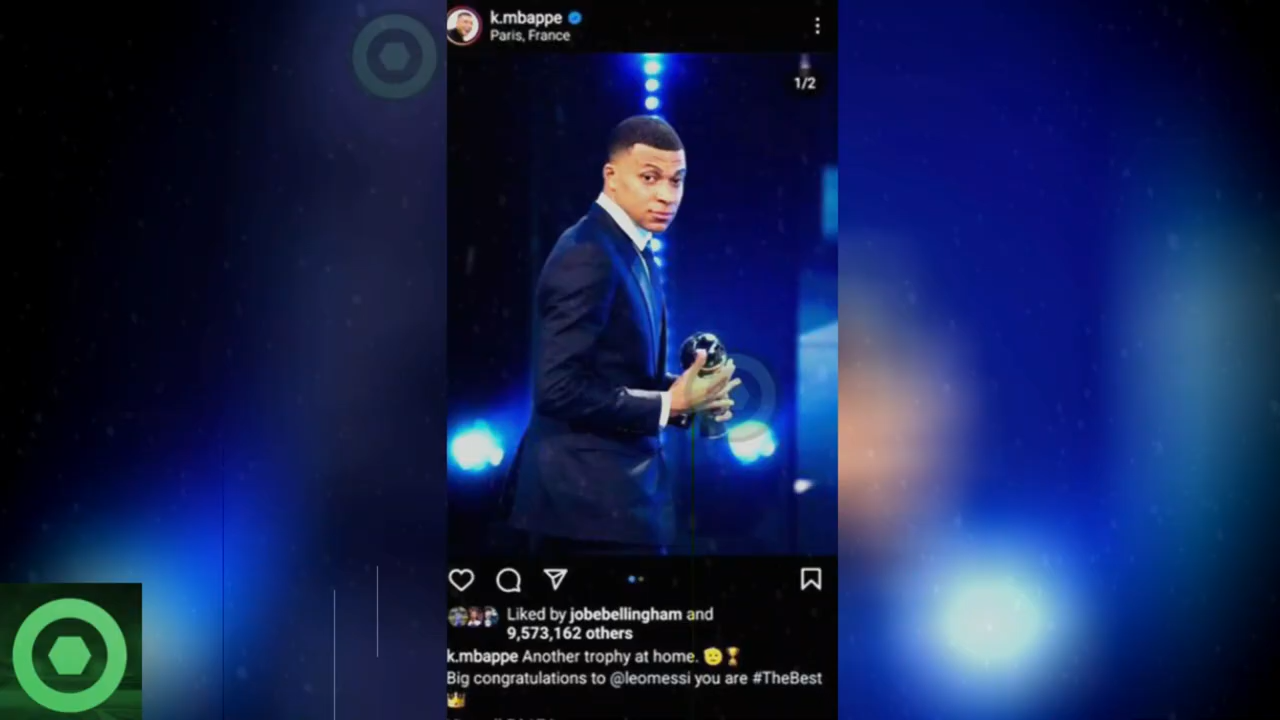 k.mbappe
Paris, France
1/2
Liked by jobebellingham and
9,573,162 others
k.mbappe Another trophy at home. 🫡🏆
Big congratulations to @leomessi you are #TheBest
👑